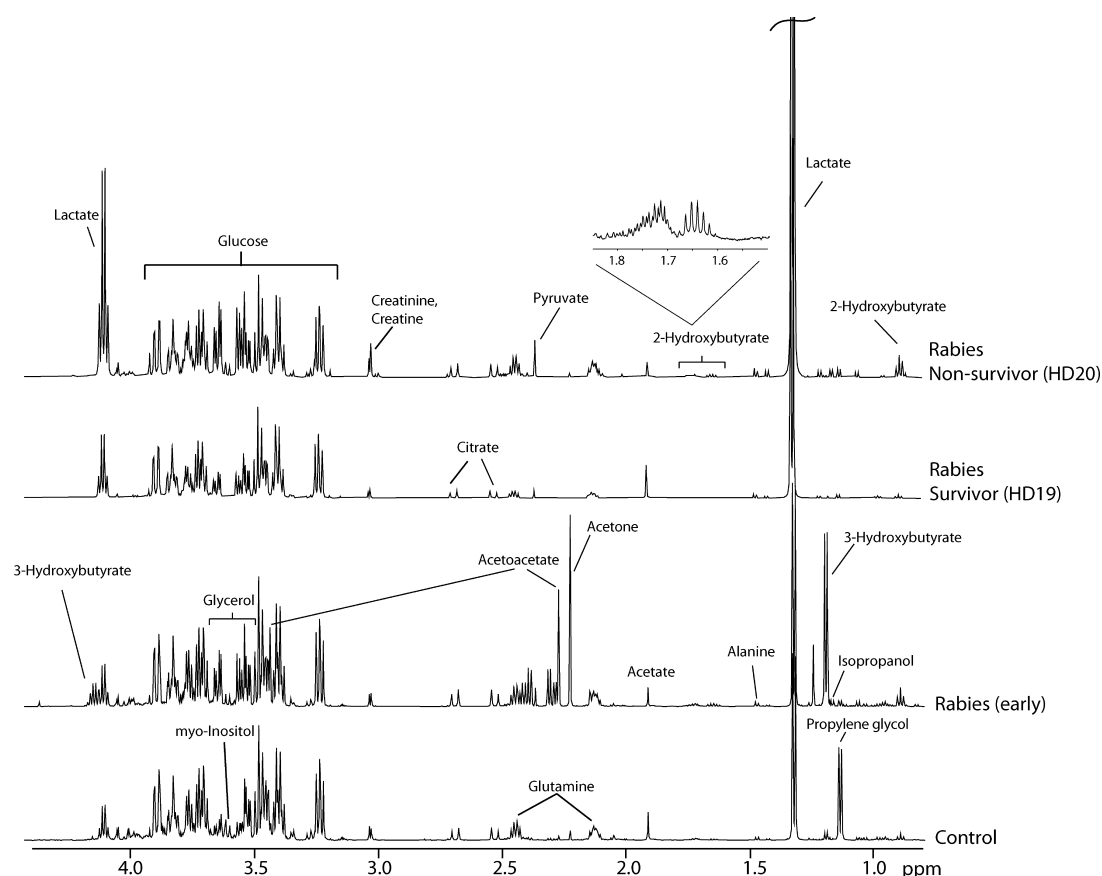 Lactate
Lactate
Glucose
1.8 1.7 1.6
Creatinine,
Creatine
Pyruvate
2-Hydroxybutyrate
2-Hydroxybutyrate
Rabies
Non-survivor (HD20)
Citrate
Rabies
Survivor (HD19)
Acetone
3-Hydroxybutyrate
Acetoacetate
3-Hydroxybutyrate
Glycerol
Alanine
Isopropanol
Acetate
Rabies (early)
Propylene glycol
myo-Inositol
Glutamine
Control
4.0 3.5 3.0 2.5 2.0 1.5 1.0 ppm